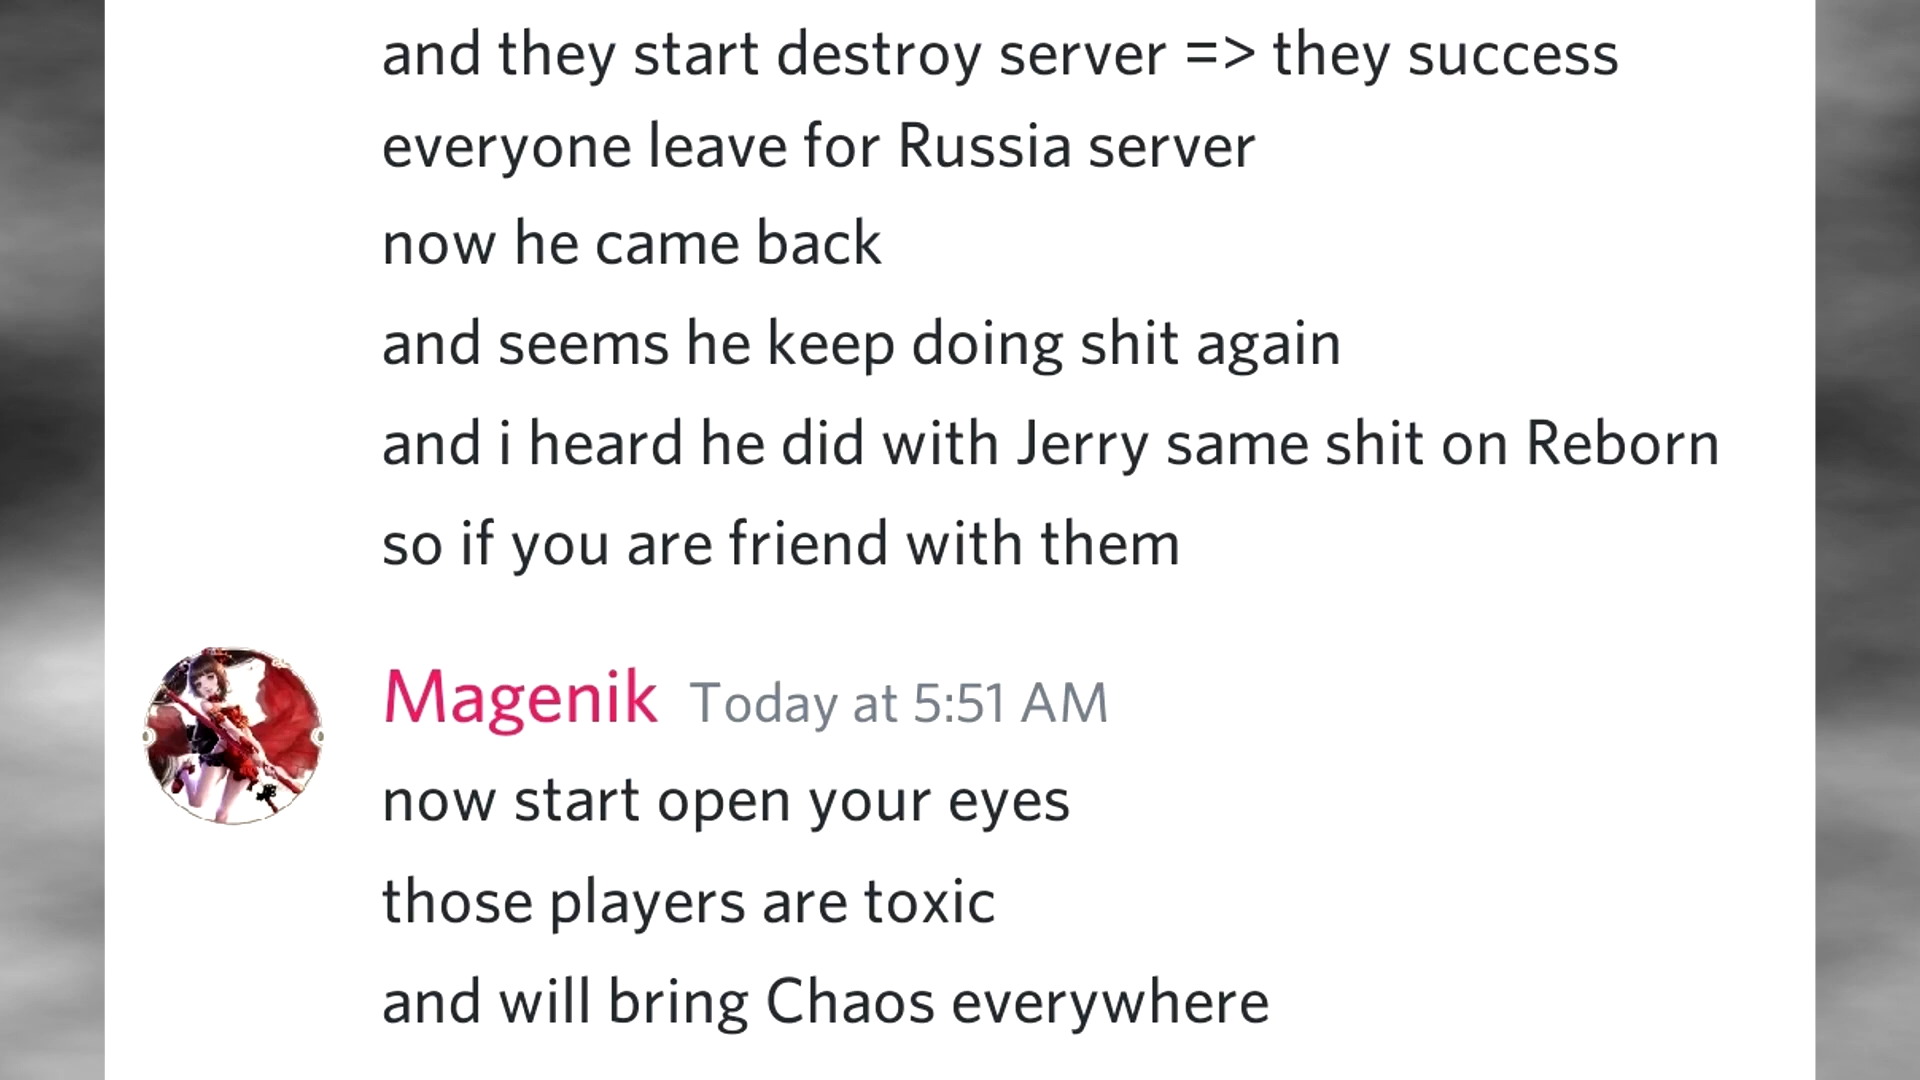 and they start destroy server => they success
everyone leave for Russia server
now he came back
and seems he keep doing shit again
and i heard he did with Jerry same shit on Reborn
so if you are friend with them
Magenik Today at 5:51 AM
now start open your eyes
those players are toxic
and will bring Chaos everywhere